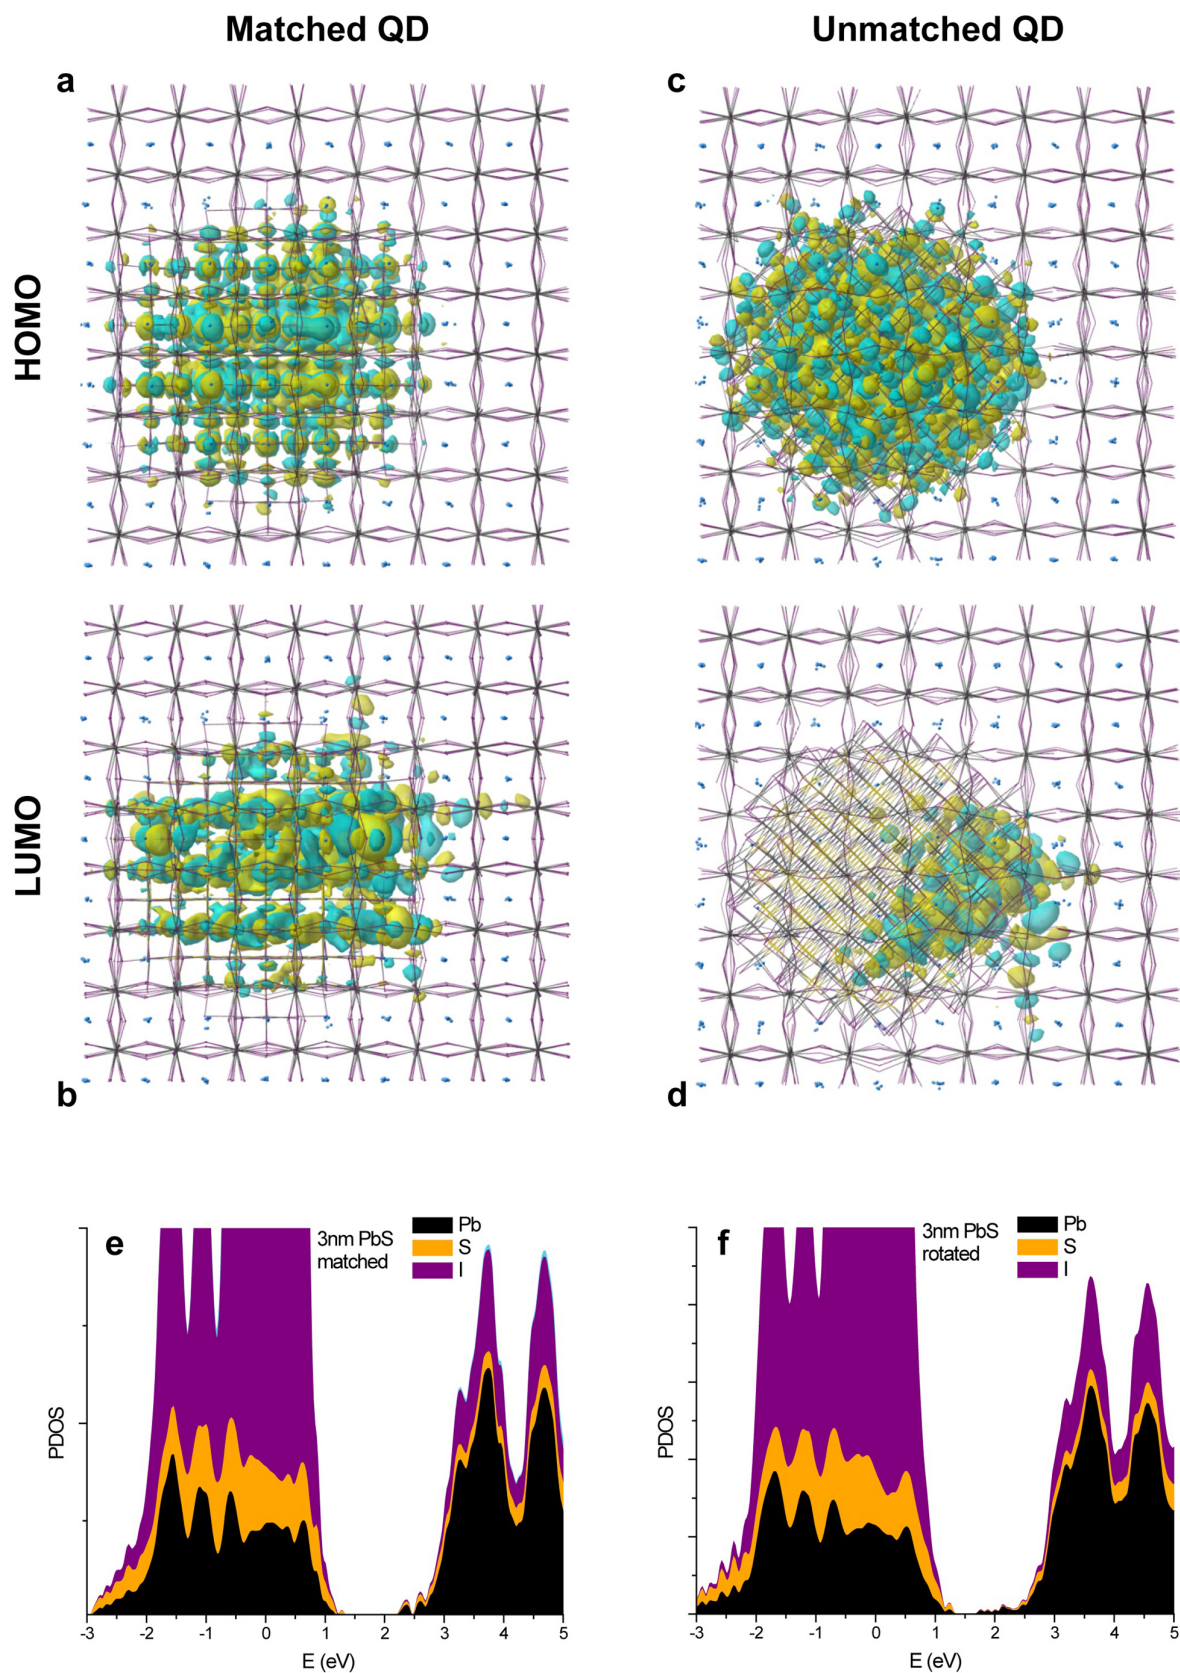 Matched QD
Unmatched QD
a
c
HOMO
LUMO
b
d
e
3nm PbS
matched
Pb
S
I
PDOS
-3 -2 -1 0 1 2 3 4 5
E (eV)
f
3nm PbS
rotated
Pb
S
I
PDOS
-3 -2 -1 0 1 2 3 4 5
E (eV)